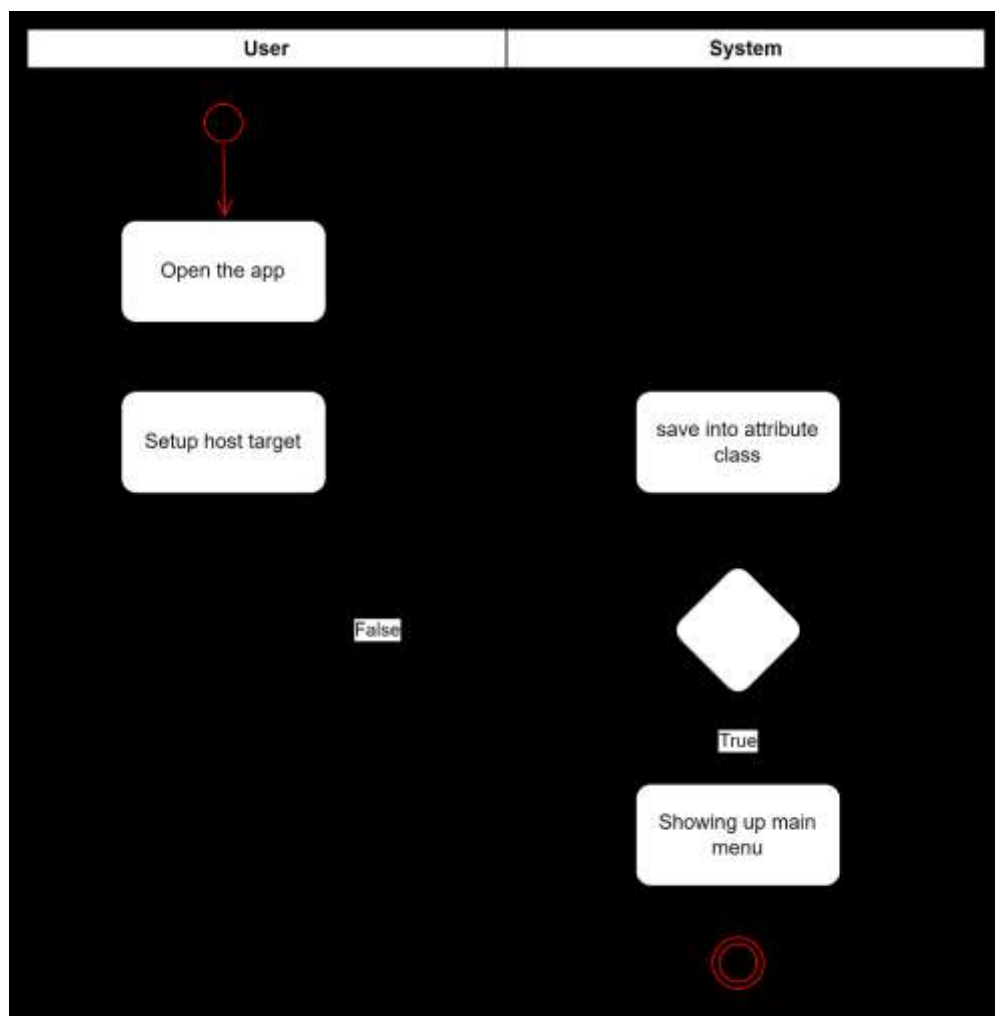 User
System
Open the app
Setup host target
save into attribute
class
False
True
Showing up main
menu